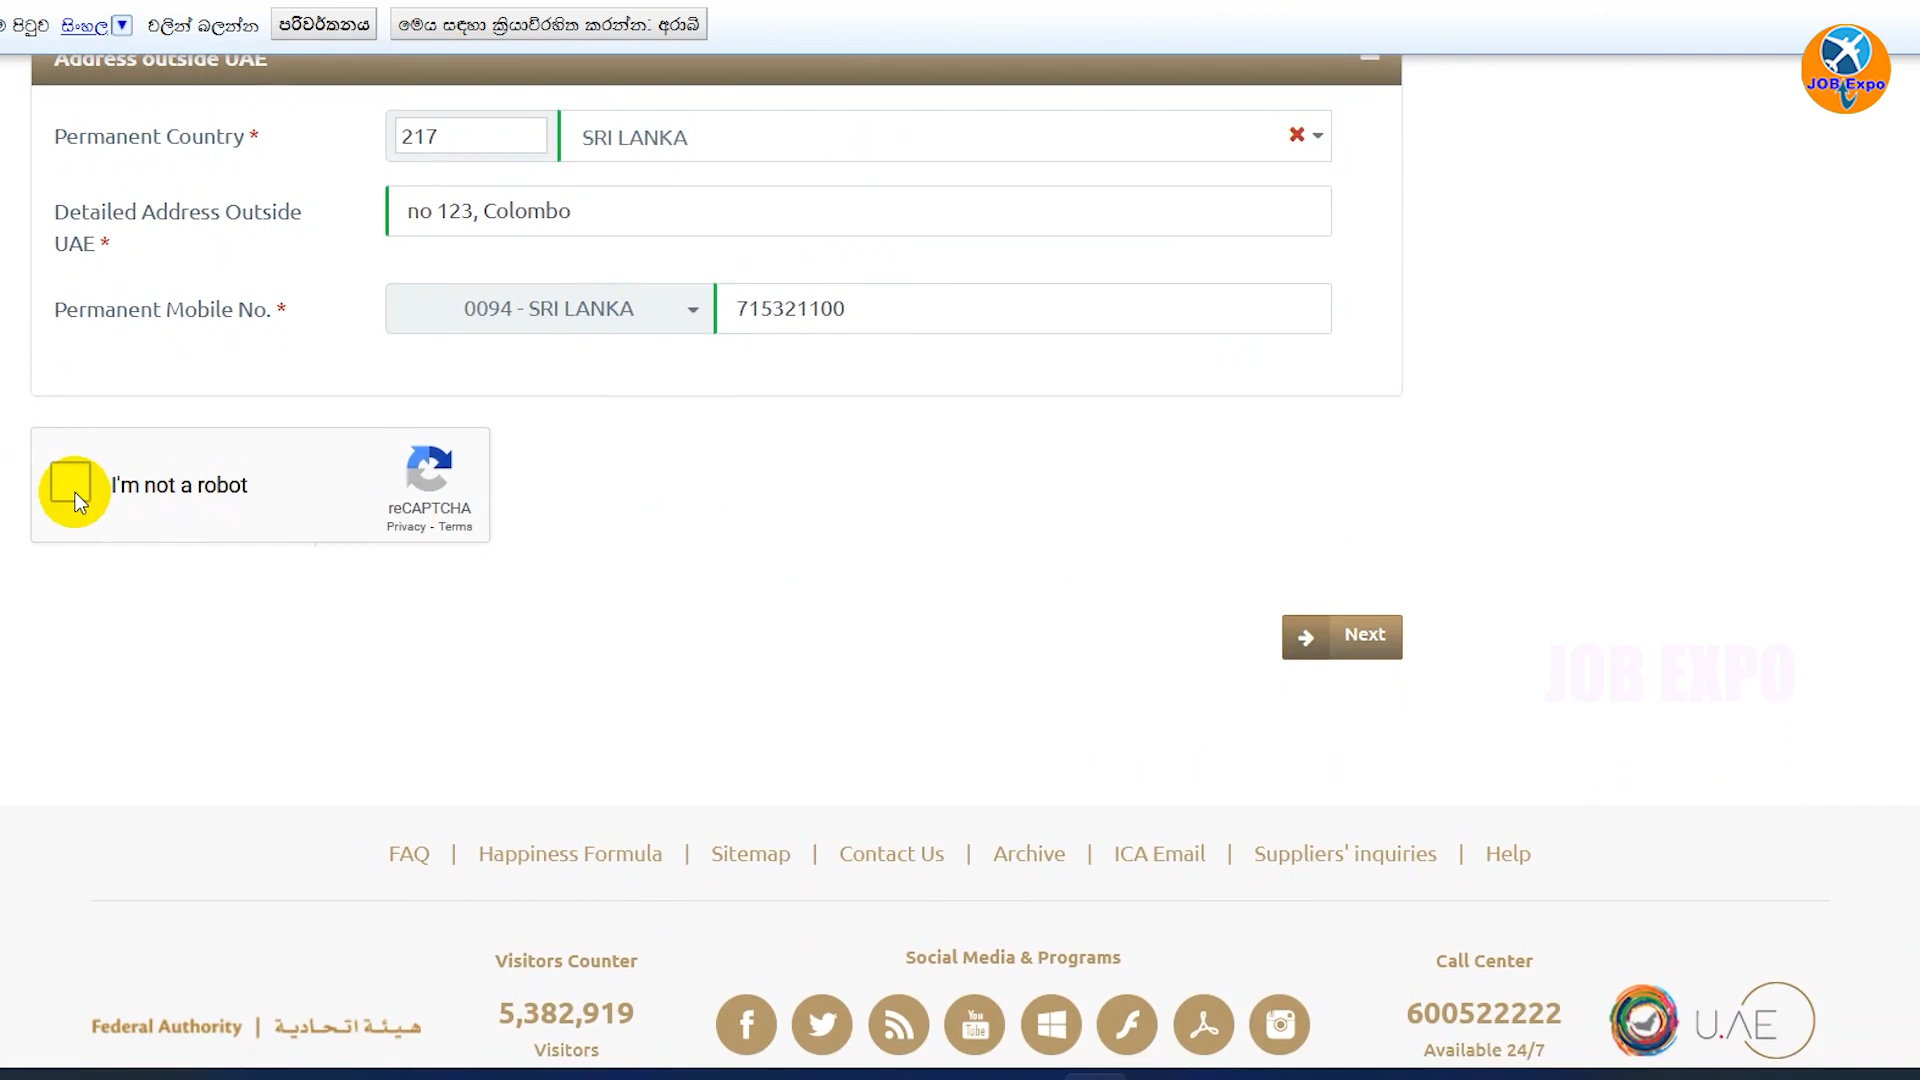 ම පිටුව සිංහල වලින් බලන්න පරිවර්තනය මෙය සඳහා ක්‍රියාවිරහිත කරන්න: අරාබි
Address outside UAE
JOB Expo
Permanent Country *
217
SRI LANKA
Detailed Address Outside
UAE *
no 123, Colombo
Permanent Mobile No. *
0094 - SRI LANKA
715321100
I'm not a robot
reCAPTCHA
Privacy - Terms
Next
JOB EXPO
FAQ | Happiness Formula | Sitemap | Contact Us | Archive | ICA Email | Suppliers' inquiries | Help
Visitors Counter
5,382,919
Visitors
Social Media & Programs
You
Tube
Call Center
600522222
Available 24/7
Federal Authority | هيئة اتحادية
U.AE